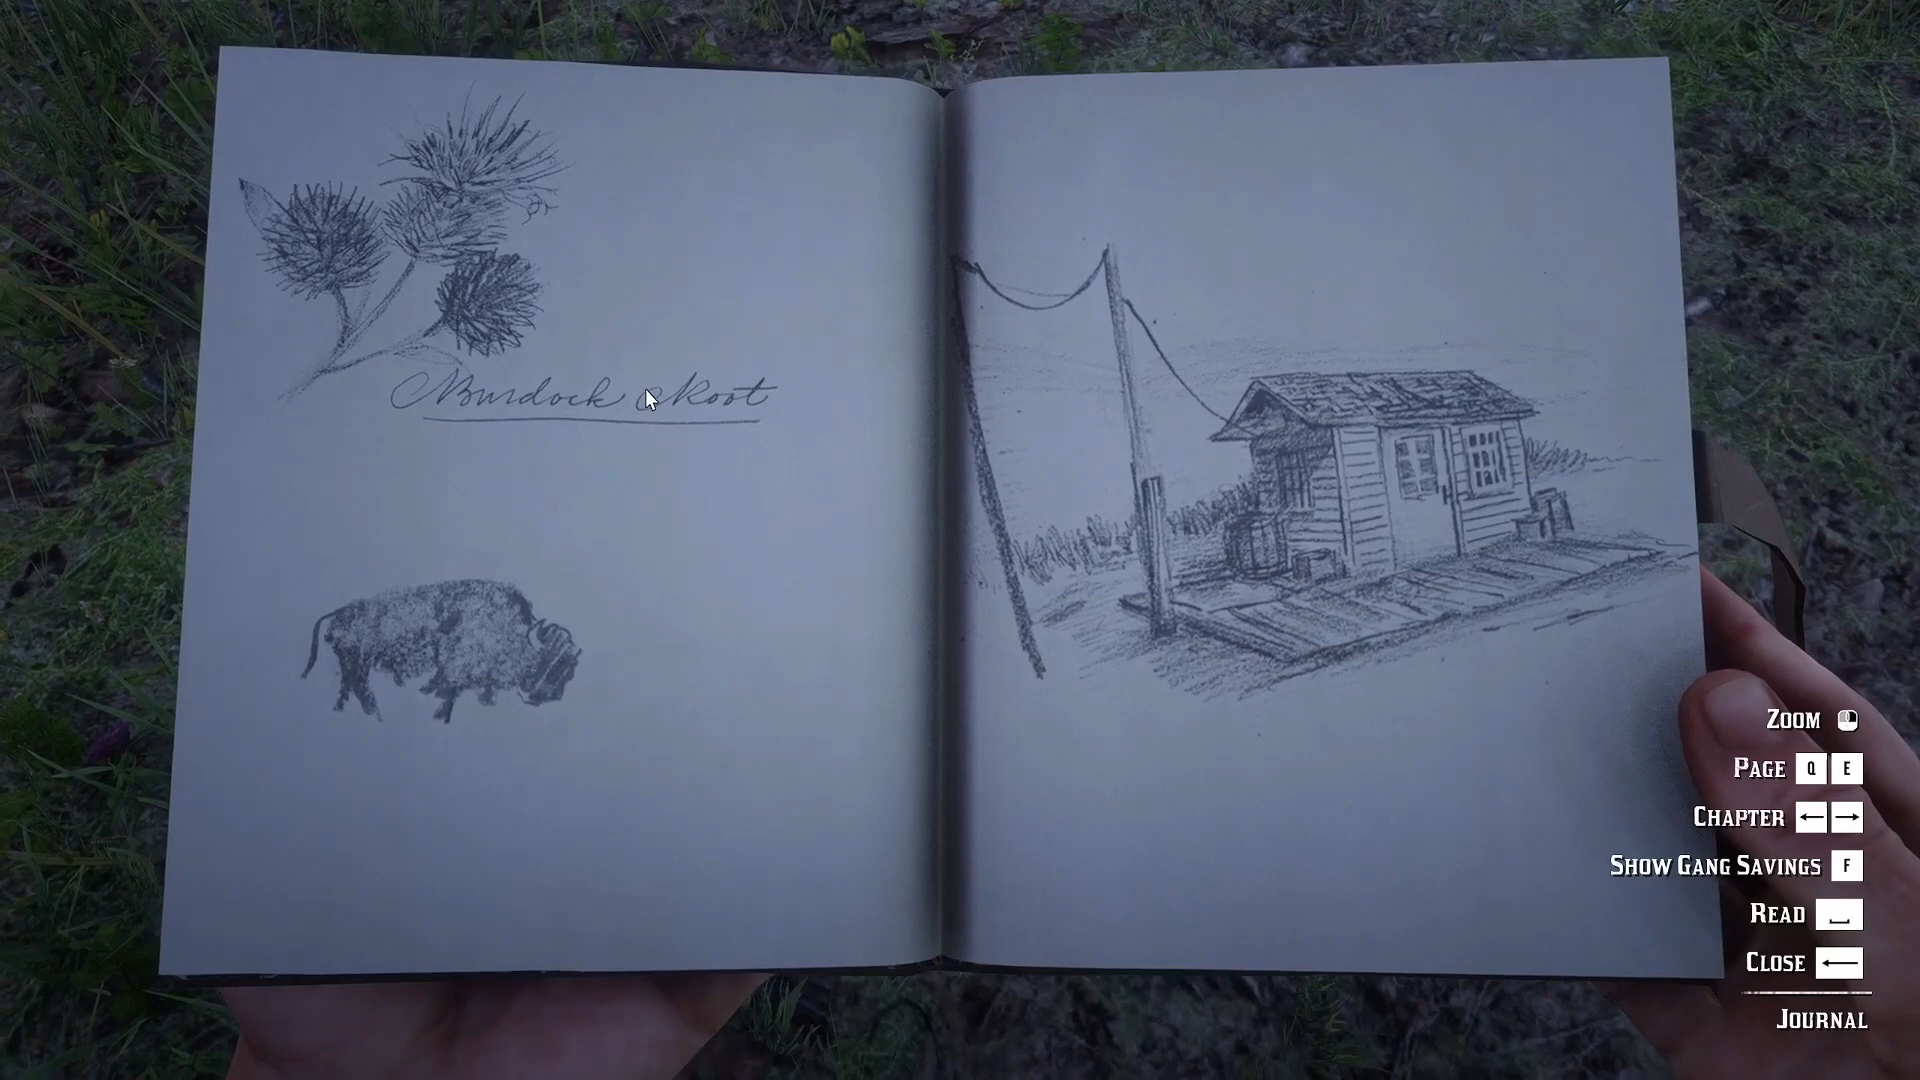 Burdock Root
ZOOM
PAGE Q E
CHAPTER ← →
SHOW GANG SAVINGS F
READ
CLOSE ←
JOURNAL